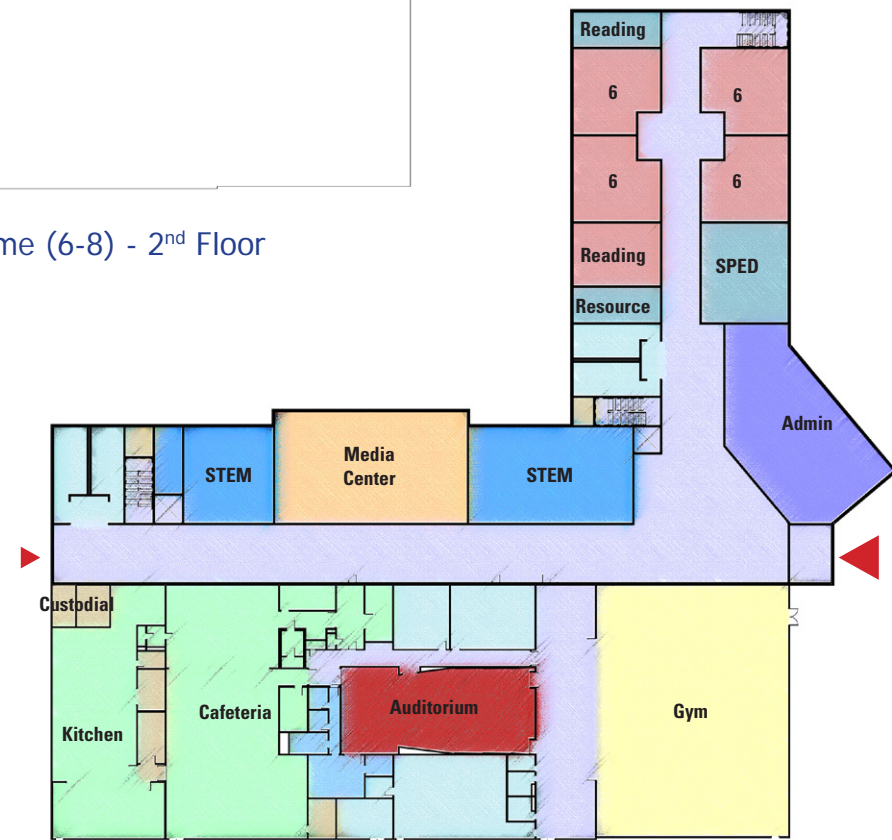 Reading
6
6
6
6
me (6-8) - 2nd Floor
Reading
SPED
Resource
Admin
STEM
Media
Center
STEM
Custodial
Kitchen
Cafeteria
Auditorium
Gym